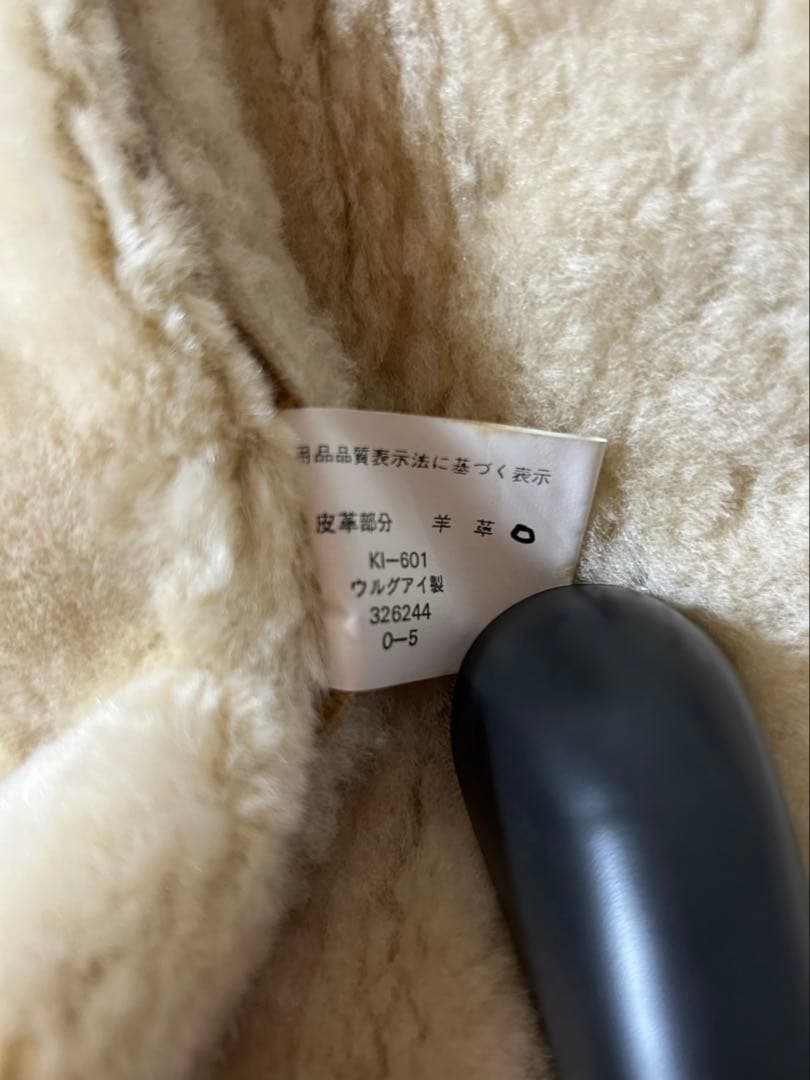 用品品質表示法に基づく表示
皮革部分 羊革
KI-601
ウルグアイ製
326244
0-5